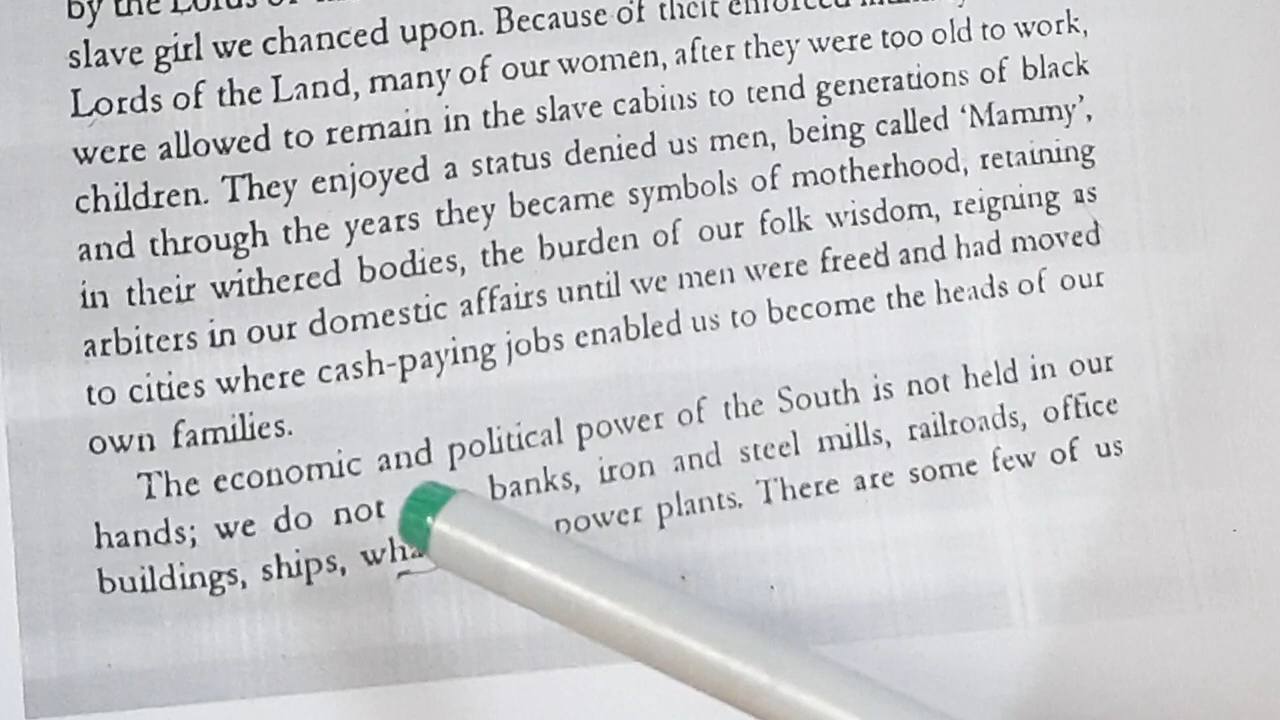 by the Lords of
slave girl we chanced upon. Because of their enforced
Lords of the Land, many of our women, after they were too old to work,
were allowed to remain in the slave cabins to tend generations of black
children. They enjoyed a status denied us men, being called ‘Mammy’,
and through the years they became symbols of motherhood, retaining
in their withered bodies, the burden of our folk wisdom, reigning as
arbiters in our domestic affairs until we men were freed and had moved
to cities where cash-paying jobs enabled us to become the heads of our
own families.
The economic and political power of the South is not held in our
hands; we do not banks, iron and steel mills, railroads, office
buildings, ships, power plants. There are some few of us